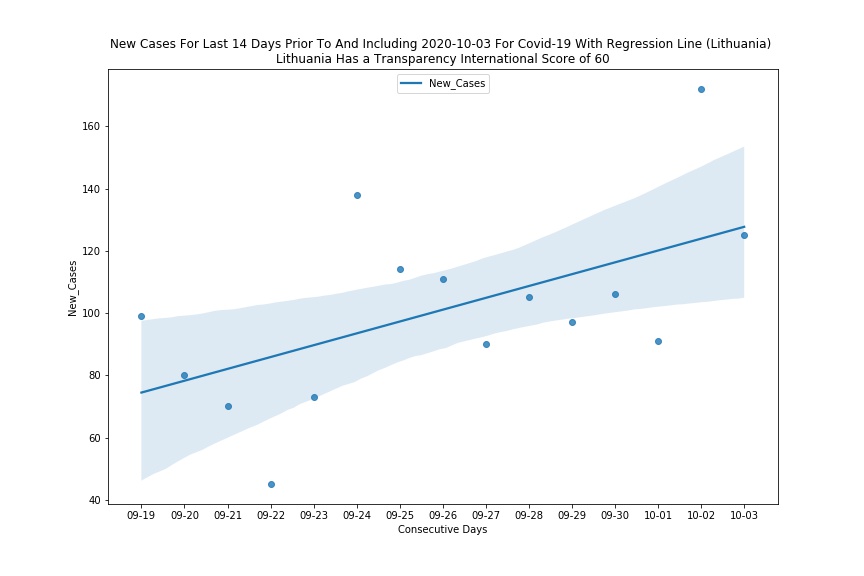 New Cases For Last 14 Days Prior To And Including 2020-10-03 For Covid-19 With Regression Line (Lithuania)
Lithuania Has a Transparency International Score of 60
New_Cases
160
140
120
100
80
60
40
New_Cases
09-19 09-20 09-21 09-22 09-23 09-24 09-25 09-26 09-27 09-28 09-29 09-30 10-01 10-02 10-03
Consecutive Days